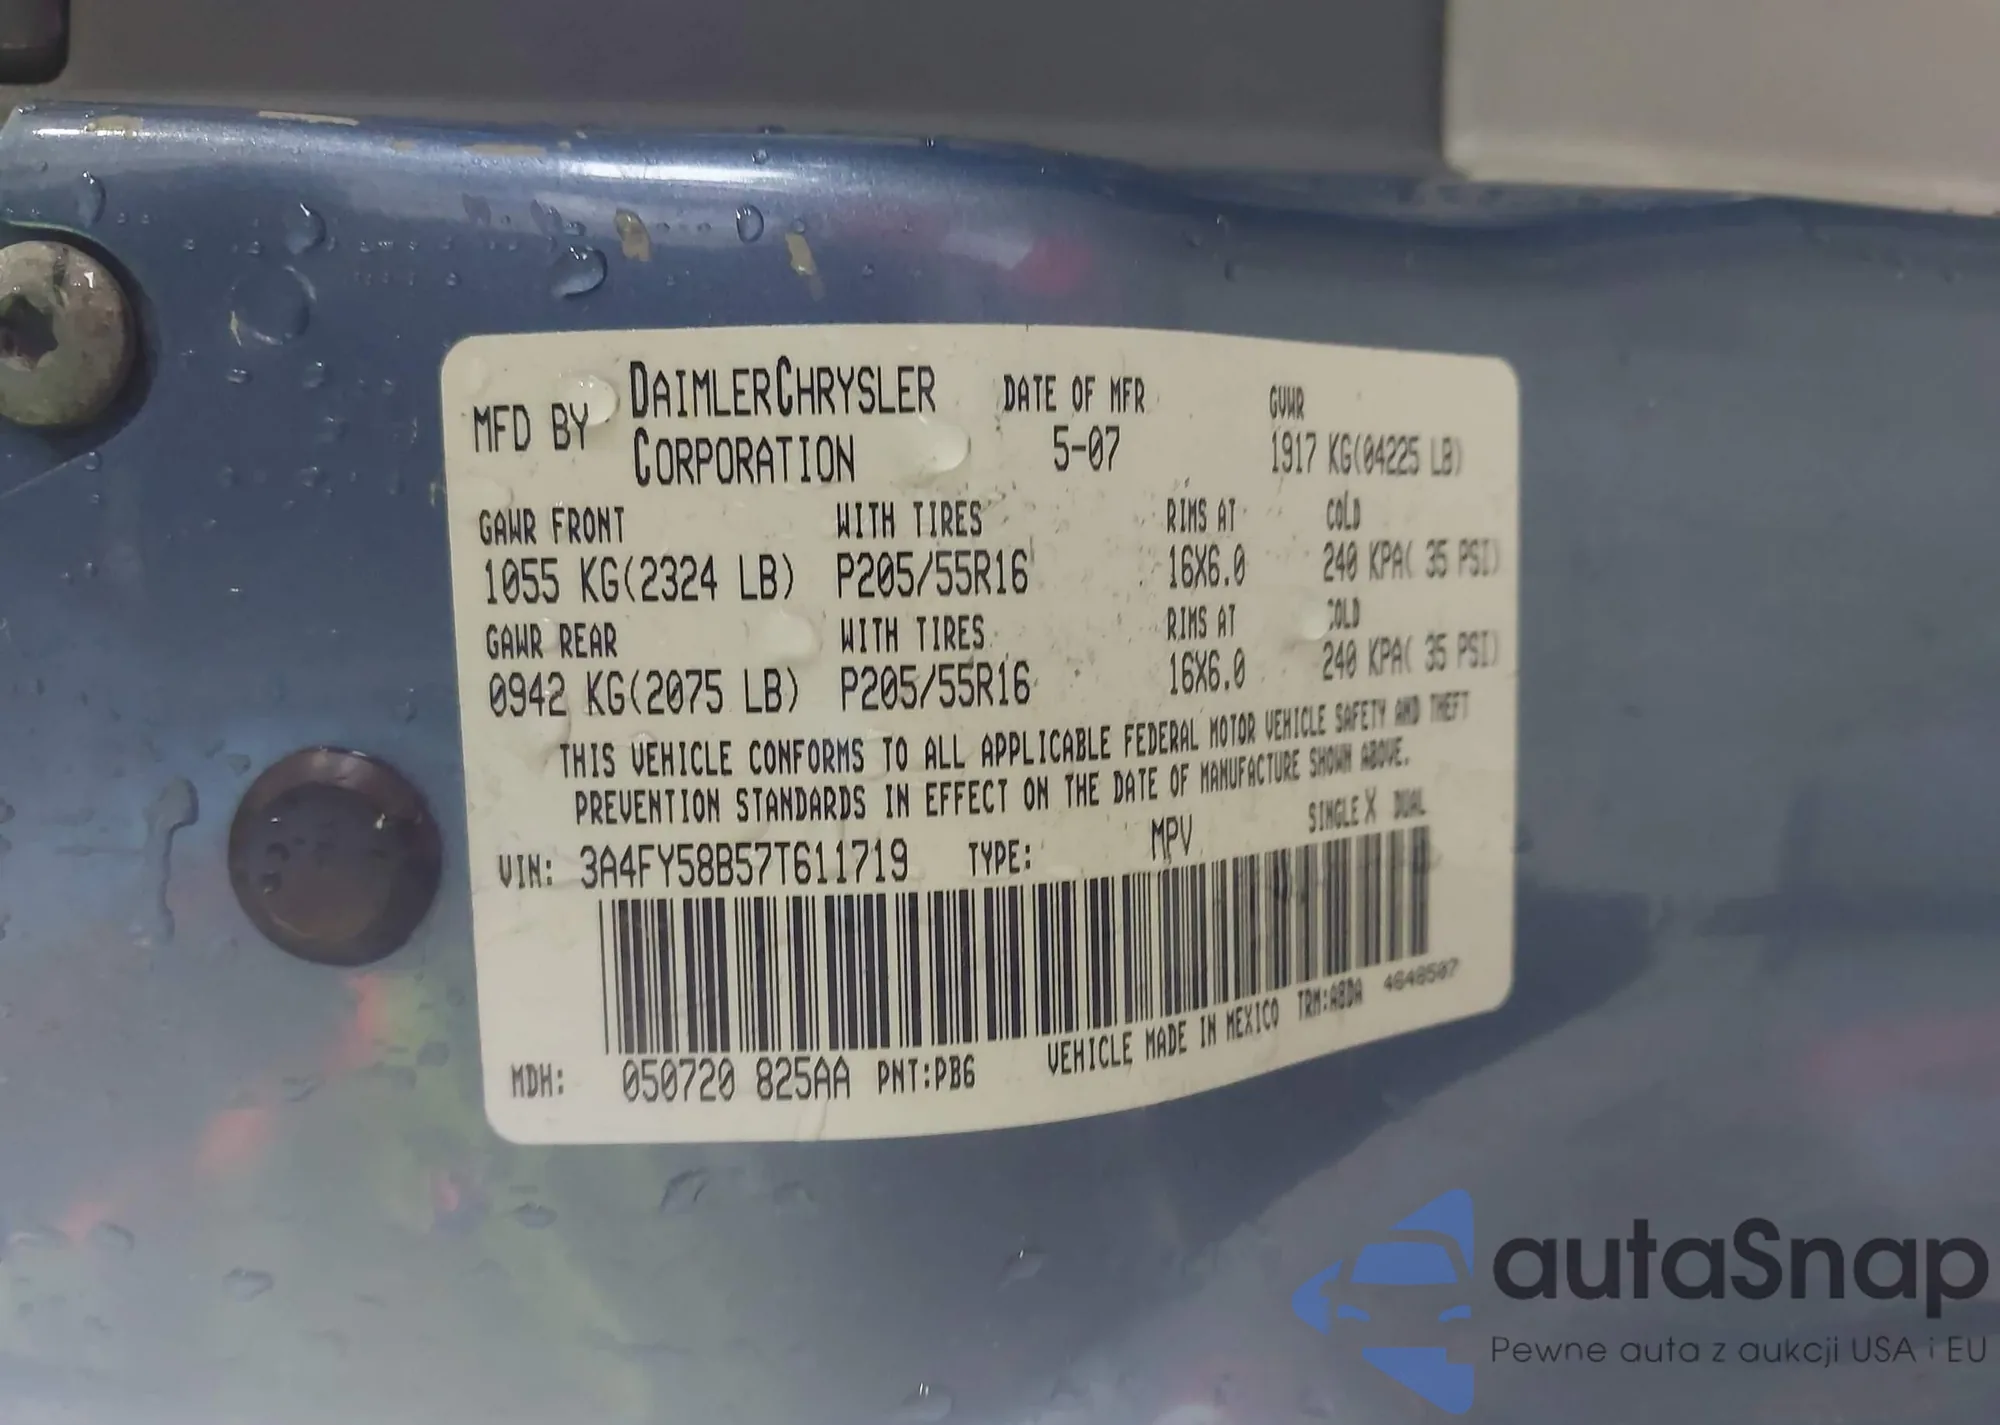 MFD BY DAIMLERCHRYSLER CORPORATION
DATE OF MFR 5-07
GVWR 1917 KG(04225 LB)
GAWR FRONT WITH TIRES RIMS AT COLD
1055 KG(2324 LB) P205/55R16 16X6.0 240 KPA( 35 PSI)
GAWR REAR WITH TIRES RIMS AT COLD
0942 KG(2075 LB) P205/55R16 16X6.0 240 KPA( 35 PSI)
THIS VEHICLE CONFORMS TO ALL APPLICABLE FEDERAL MOTOR VEHICLE SAFETY AND THEFT
PREVENTION STANDARDS IN EFFECT ON THE DATE OF MANUFACTURE SHOWN ABOVE.
VIN: 3A4FY58B57T611719 TYPE: MPV SINGLE X DUAL
MDH: 050720 825AA PNT:PB6 VEHICLE MADE IN MEXICO TRM:A8DA 4648507
autaSnap
Pewne auta z aukcji USA i EU